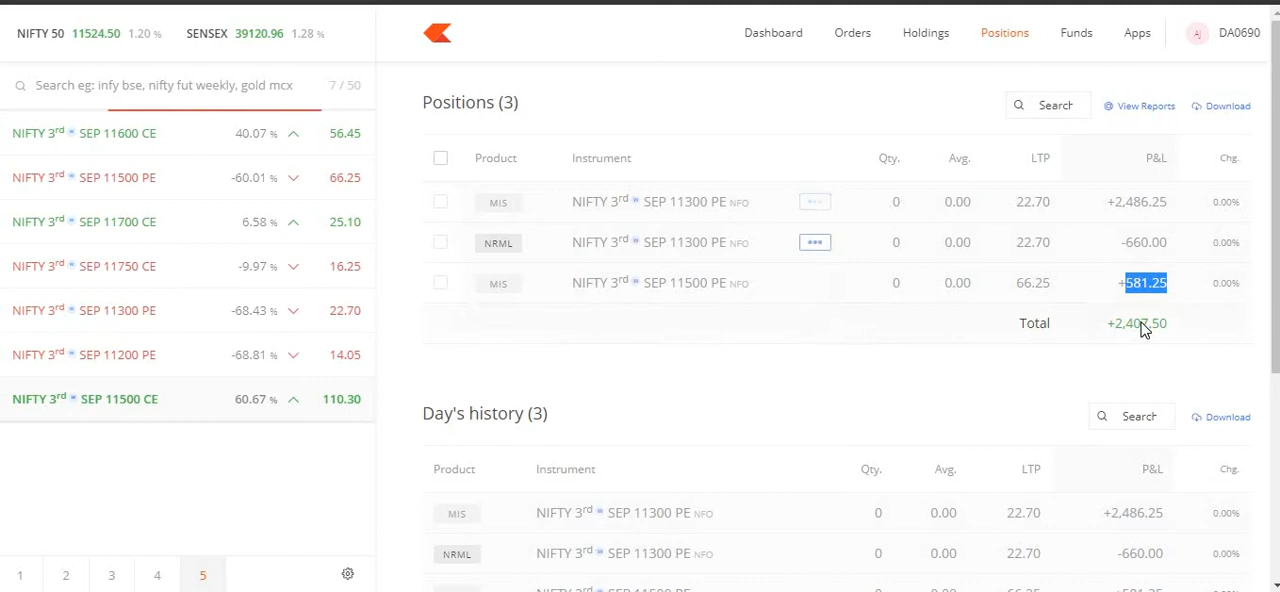 NIFTY 50 11524.50 1.20 % SENSEX 39120.96 1.28 %
Dashboard Orders Holdings Positions Funds Apps AJ DA0690
Search eg: infy bse, nifty fut weekly, gold mcx 7 / 50
NIFTY 3rd w SEP 11600 CE 40.07 % 56.45
NIFTY 3rd w SEP 11500 PE -60.01 % 66.25
NIFTY 3rd w SEP 11700 CE 6.58 % 25.10
NIFTY 3rd w SEP 11750 CE -9.97 % 16.25
NIFTY 3rd w SEP 11300 PE -68.43 % 22.70
NIFTY 3rd w SEP 11200 PE -68.81 % 14.05
NIFTY 3rd w SEP 11500 CE 60.67 % 110.30
1 2 3 4 5
Positions (3) Search View Reports Download
Product Instrument Qty. Avg. LTP P&L Chg.
MIS NIFTY 3rd w SEP 11300 PE NFO 0 0.00 22.70 +2,486.25 0.00%
NRML NIFTY 3rd w SEP 11300 PE NFO 0 0.00 22.70 -660.00 0.00%
MIS NIFTY 3rd w SEP 11500 PE NFO 0 0.00 66.25 +581.25 0.00%
Total +2,407.50
Day's history (3) Search Download
Product Instrument Qty. Avg. LTP P&L Chg.
MIS NIFTY 3rd w SEP 11300 PE NFO 0 0.00 22.70 +2,486.25 0.00%
NRML NIFTY 3rd w SEP 11300 PE NFO 0 0.00 22.70 -660.00 0.00%